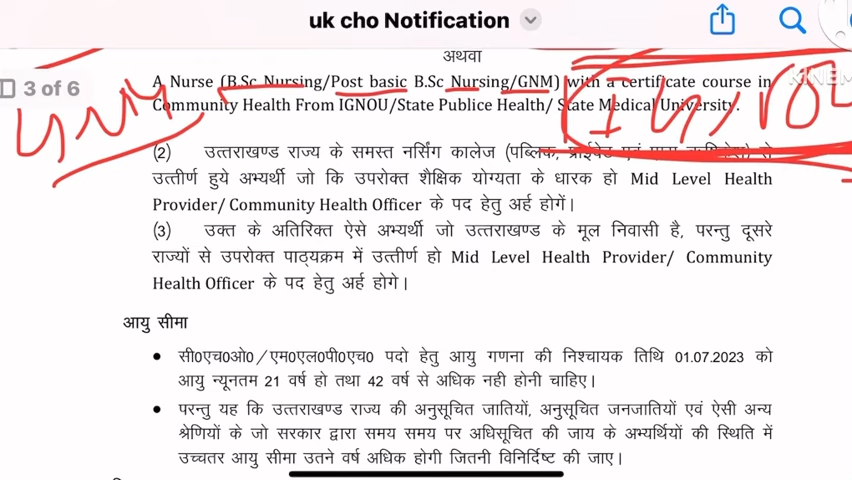 uk cho Notification
अथवा
3 of 6
A Nurse (B.Sc Nursing/Post basic B.Sc Nursing/GNM) with a certificate course in
Community Health From IGNOU/State Publice Health/ State Medical University.
(2) उत्तराखण्ड राज्य के समस्त नर्सिंग कालेज (पब्लिक, प्राईवेट एवं से
उत्तीर्ण हुये अभ्यर्थी जो कि उपरोक्त शैक्षिक योग्यता के धारक हो Mid Level Health
Provider/ Community Health Officer के पद हेतु अर्ह होगें।
(3) उक्त के अतिरिक्त ऐसे अभ्यर्थी जो उत्तराखण्ड के मूल निवासी है, परन्तु दूसरे
राज्यों से उपरोक्त पाठ्यक्रम में उत्तीर्ण हो Mid Level Health Provider/ Community
Health Officer के पद हेतु अर्ह होगे।
आयु सीमा
• सी0एच0ओ0/एम0एल0पी0एच0 पदो हेतु आयु गणना की निश्चायक तिथि 01.07.2023 को
आयु न्यूनतम 21 वर्ष हो तथा 42 वर्ष से अधिक नही होनी चाहिए।
• परन्तु यह कि उत्तराखण्ड राज्य की अनुसूचित जातियों, अनुसूचित जनजातियों एवं ऐसी अन्य
श्रेणियों के जो सरकार द्वारा समय समय पर अधिसूचित की जाय के अभ्यर्थियों की स्थिति में
उच्चतर आयु सीमा उतने वर्ष अधिक होगी जितनी विनिर्दिष्ट की जाए।